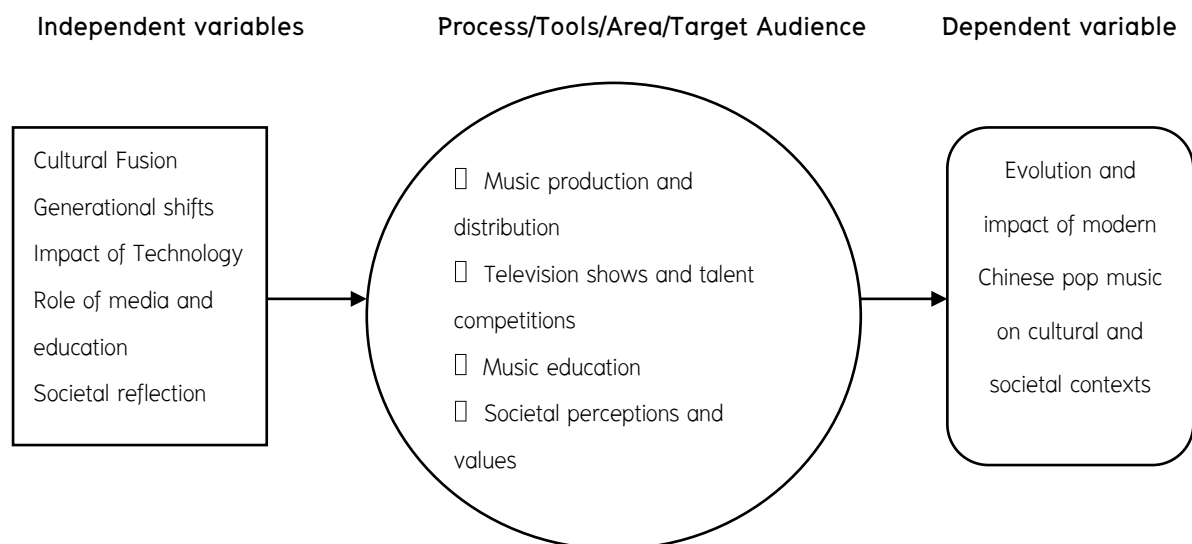 Independent variables
Process/Tools/Area/Target Audience
Dependent variable
Cultural Fusion
Generational shifts
Impact of Technology
Role of media and
education
Societal reflection
▯ Music production and
distribution
▯ Television shows and talent
competitions
▯ Music education
▯ Societal perceptions and
values
Evolution and
impact of modern
Chinese pop music
on cultural and
societal contexts